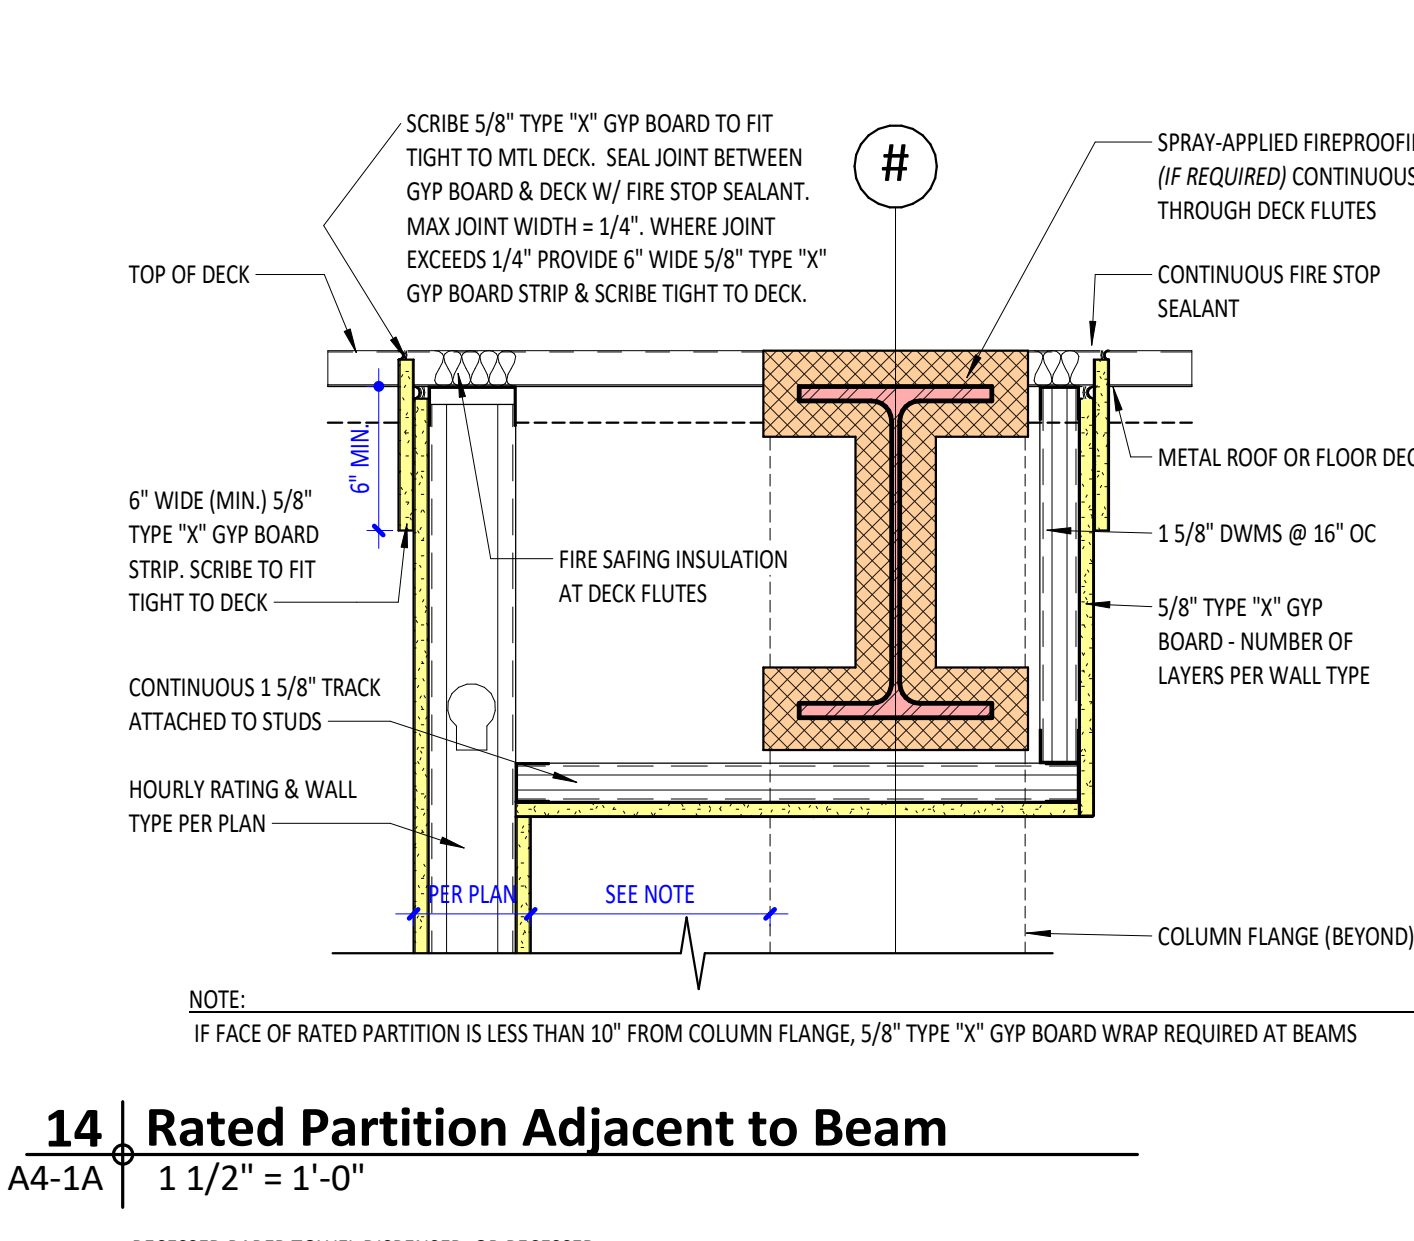 SCRIBE 5/8" TYPE "X" GYP BOARD TO FIT
TIGHT TO MTL DECK.  SEAL JOINT BETWEEN
GYP BOARD & DECK W/ FIRE STOP SEALANT.
MAX JOINT WIDTH = 1/4". WHERE JOINT
EXCEEDS 1/4" PROVIDE 6" WIDE 5/8" TYPE "X"
GYP BOARD STRIP & SCRIBE TIGHT TO DECK.
#
SPRAY-APPLIED
(IF REQUIRED) CONTINUOUS
THROUGH DECK FLUTES
TOP OF DECK
CONTINUOUS FIRE STOP
SEALANT
6" MIN.
METAL ROOF OR FLOOR
6" WIDE (MIN.) 5/8"
TYPE "X" GYP BOARD
STRIP. SCRIBE TO FIT
TIGHT TO DECK
FIRE SAFING INSULATION
AT DECK FLUTES
1 5/8" DWMS @ 16" OC
5/8" TYPE "X" GYP
BOARD - NUMBER OF
LAYERS PER WALL TYPE
CONTINUOUS 1 5/8" TRACK
ATTACHED TO STUDS
HOURLY RATING & WALL
TYPE PER PLAN
PER PLAN
SEE NOTE
COLUMN FLANGE (BEYOND)
NOTE:
IF FACE OF RATED PARTITION IS LESS THAN 10" FROM COLUMN FLANGE, 5/8" TYPE "X" GYP BOARD WRAP REQUIRED AT BEAMS
14 Rated Partition Adjacent to Beam
A4-1A 1 1/2" = 1'-0"